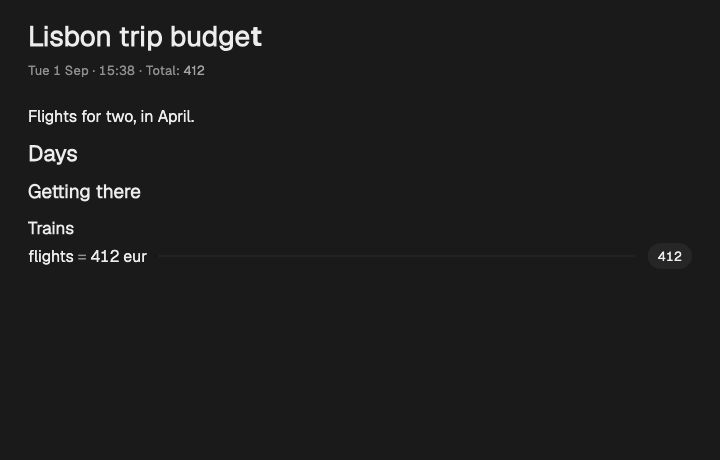 Lisbon trip budget
Tue 1 Sep · 15:38 · Total: 412
Flights for two, in April.
Days
Getting there
Trains
flights = 412 eur 412